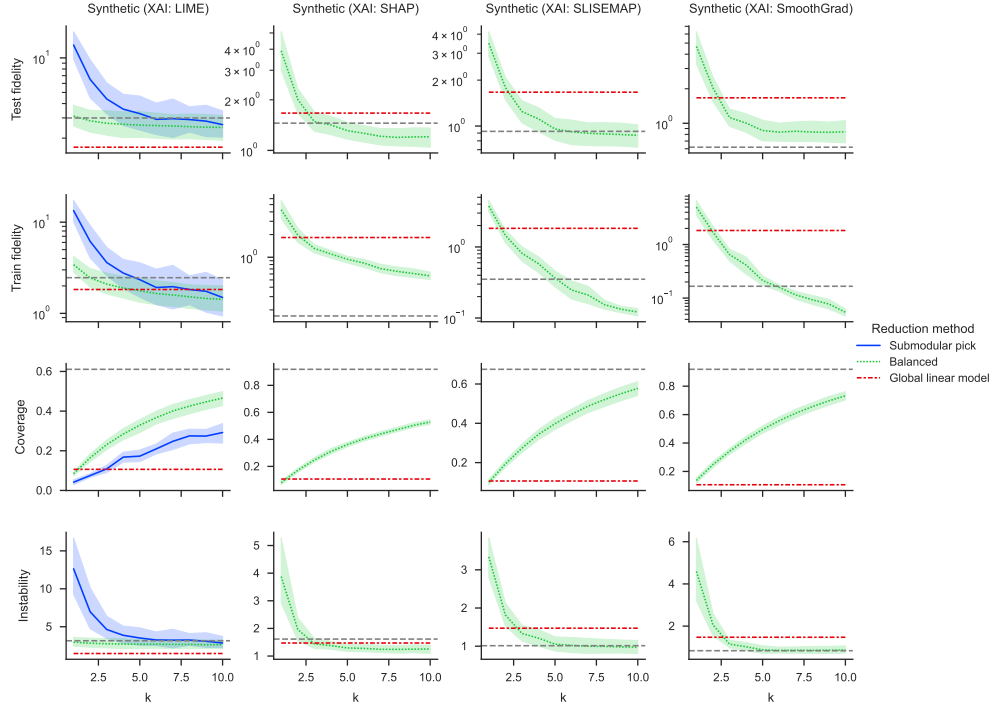 Synthetic (XAI: LIME)
Synthetic (XAI: SHAP)
Synthetic (XAI: SLISEMAP)
Synthetic (XAI: SmoothGrad)
Test fidelity
10¹
4 × 10⁰
3 × 10⁰
2 × 10⁰
10⁰
4 × 10⁰
3 × 10⁰
2 × 10⁰
10⁰
10⁰
Train fidelity
10¹
10⁰
10⁰
10⁰
10⁻¹
10⁰
10⁻¹
Coverage
0.6
0.4
0.2
0.0
0.8
0.6
0.4
0.2
0.6
0.4
0.2
0.8
0.6
0.4
0.2
Reduction method
Submodular pick
Balanced
Global linear model
Instability
15
10
5
5
4
3
2
1
3
2
1
6
4
2
2.5 5.0 7.5 10.0
2.5 5.0 7.5 10.0
2.5 5.0 7.5 10.0
2.5 5.0 7.5 10.0
k
k
k
k